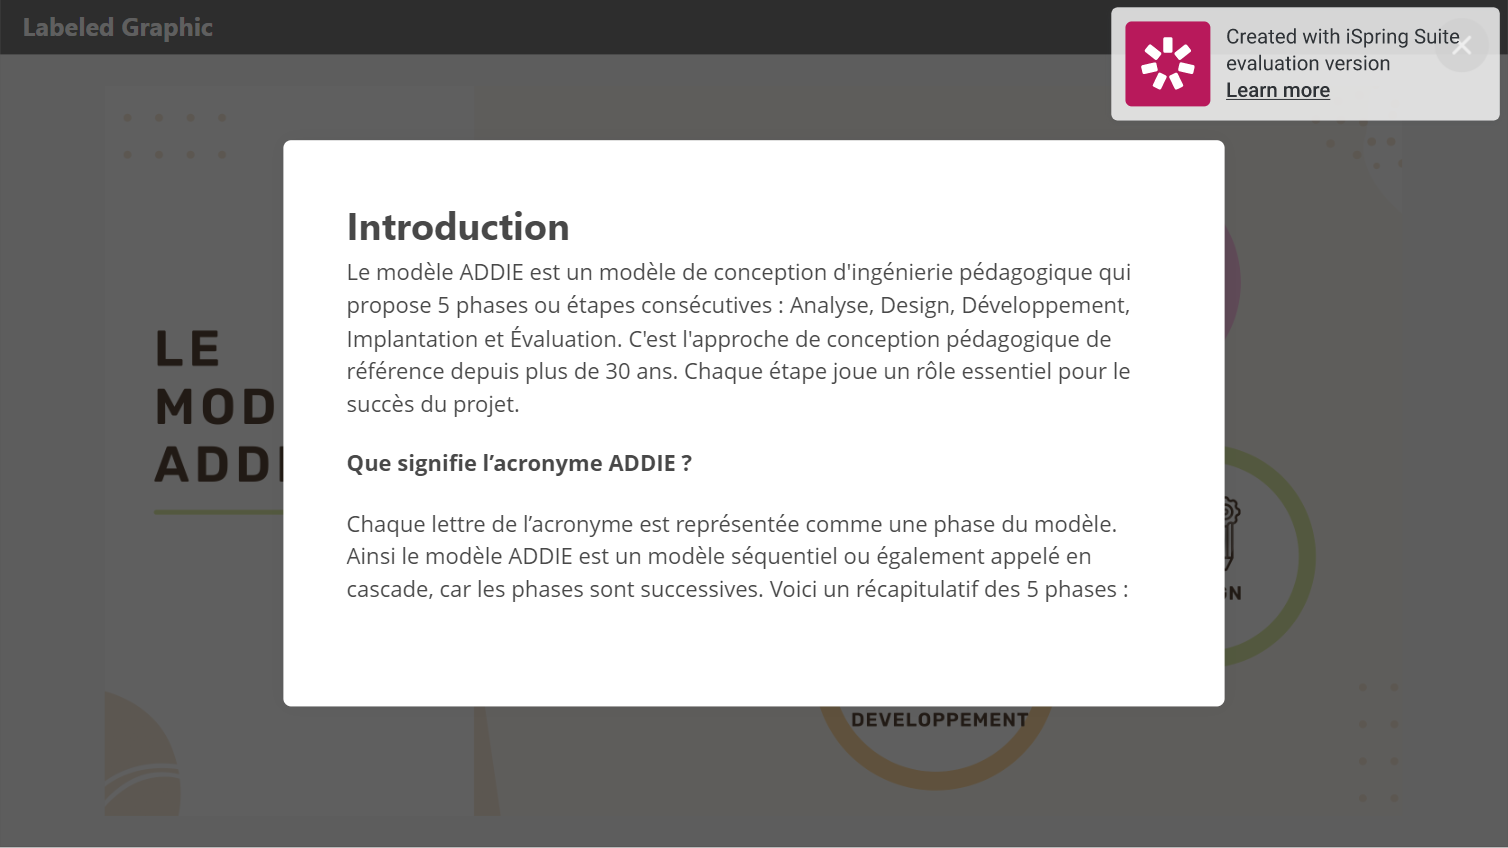 Labeled Graphic
Created with iSpring Suite
evaluation version
Learn more
Introduction
Le modèle ADDIE est un modèle de conception d'ingénierie pédagogique qui
propose 5 phases ou étapes consécutives : Analyse, Design, Développement,
Implantation et Évaluation. C'est l'approche de conception pédagogique de
référence depuis plus de 30 ans. Chaque étape joue un rôle essentiel pour le
succès du projet.
Que signifie l’acronyme ADDIE ?
Chaque lettre de l’acronyme est représentée comme une phase du modèle.
Ainsi le modèle ADDIE est un modèle séquentiel ou également appelé en
cascade, car les phases sont successives. Voici un récapitulatif des 5 phases :
LE
MOD
ADD
DEVELOPPEMENT